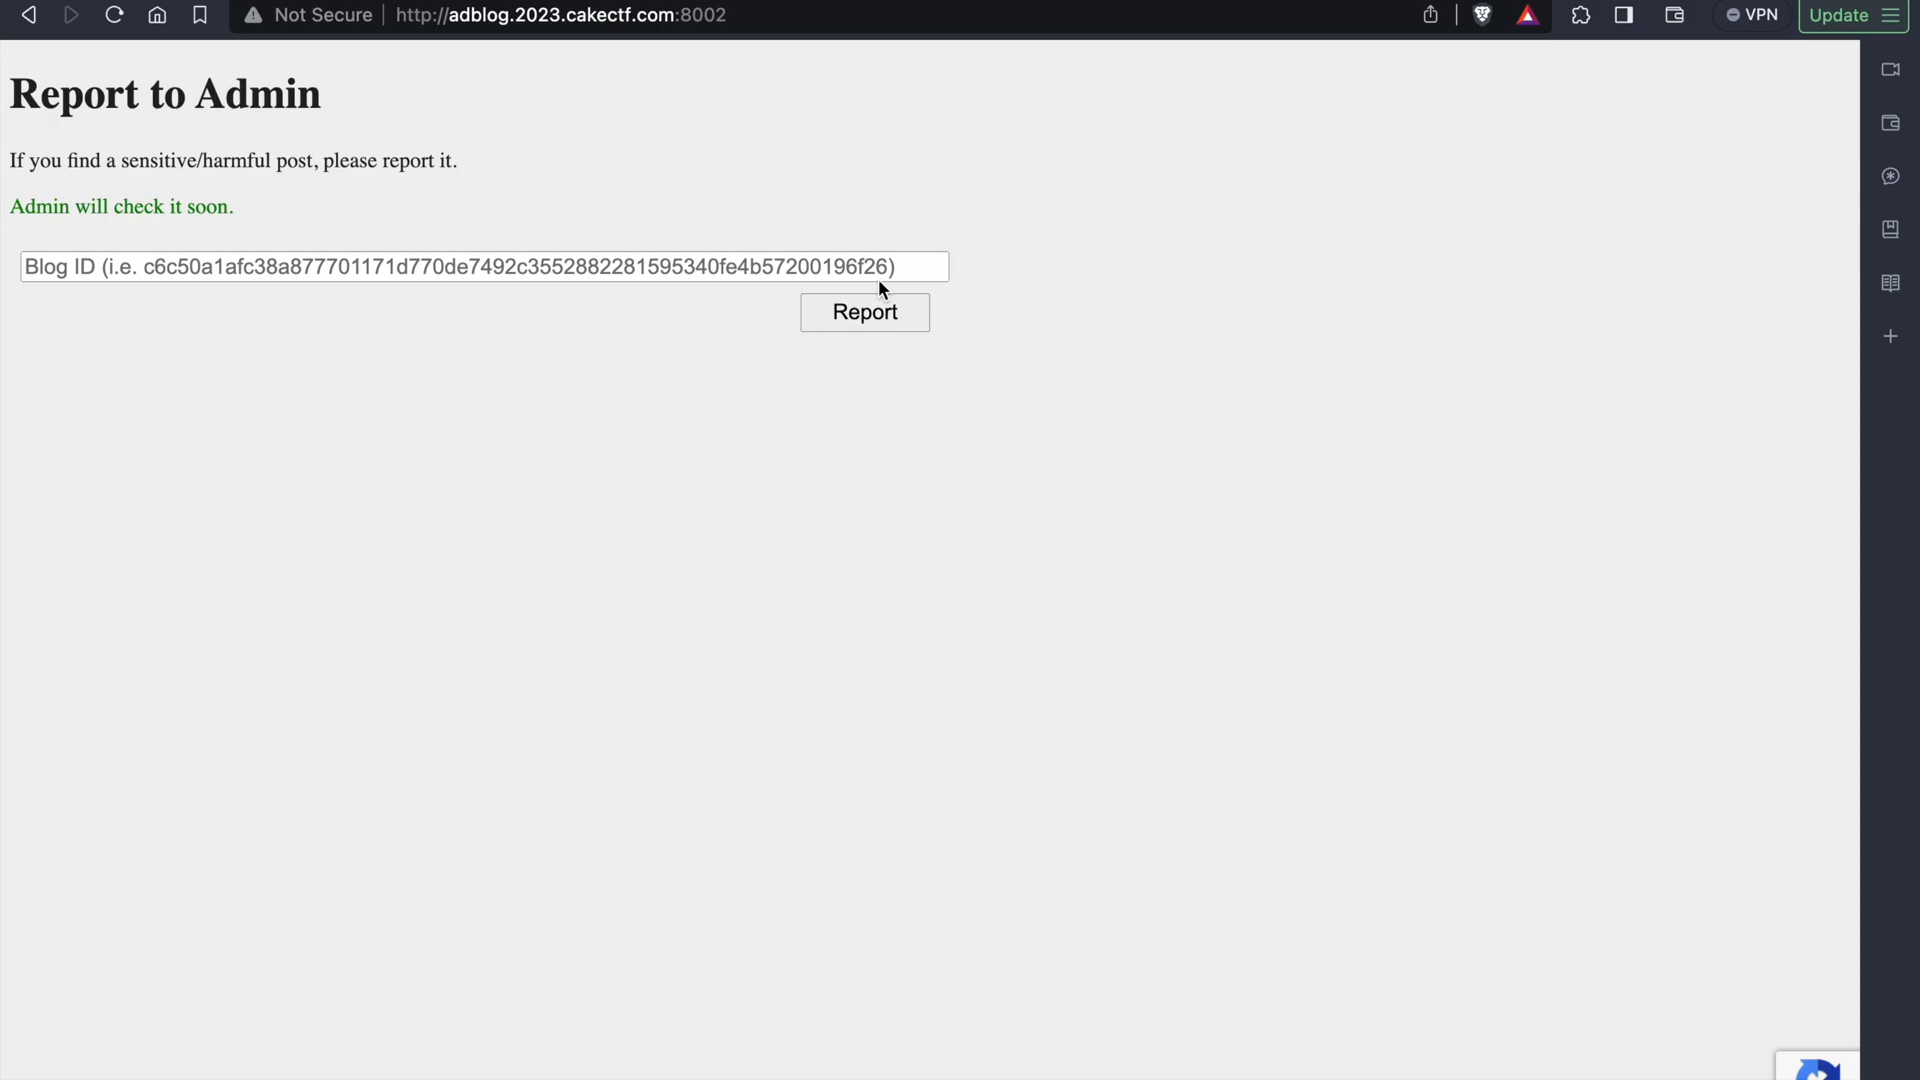 Not Secure
http://adblog.2023.cakectf.com:8002
VPN
Update
Report to Admin
If you find a sensitive/harmful post, please report it.
Admin will check it soon.
Blog ID (i.e. c6c50a1afc38a877701171d770de7492c3552882281595340fe4b57200196f26)
Report